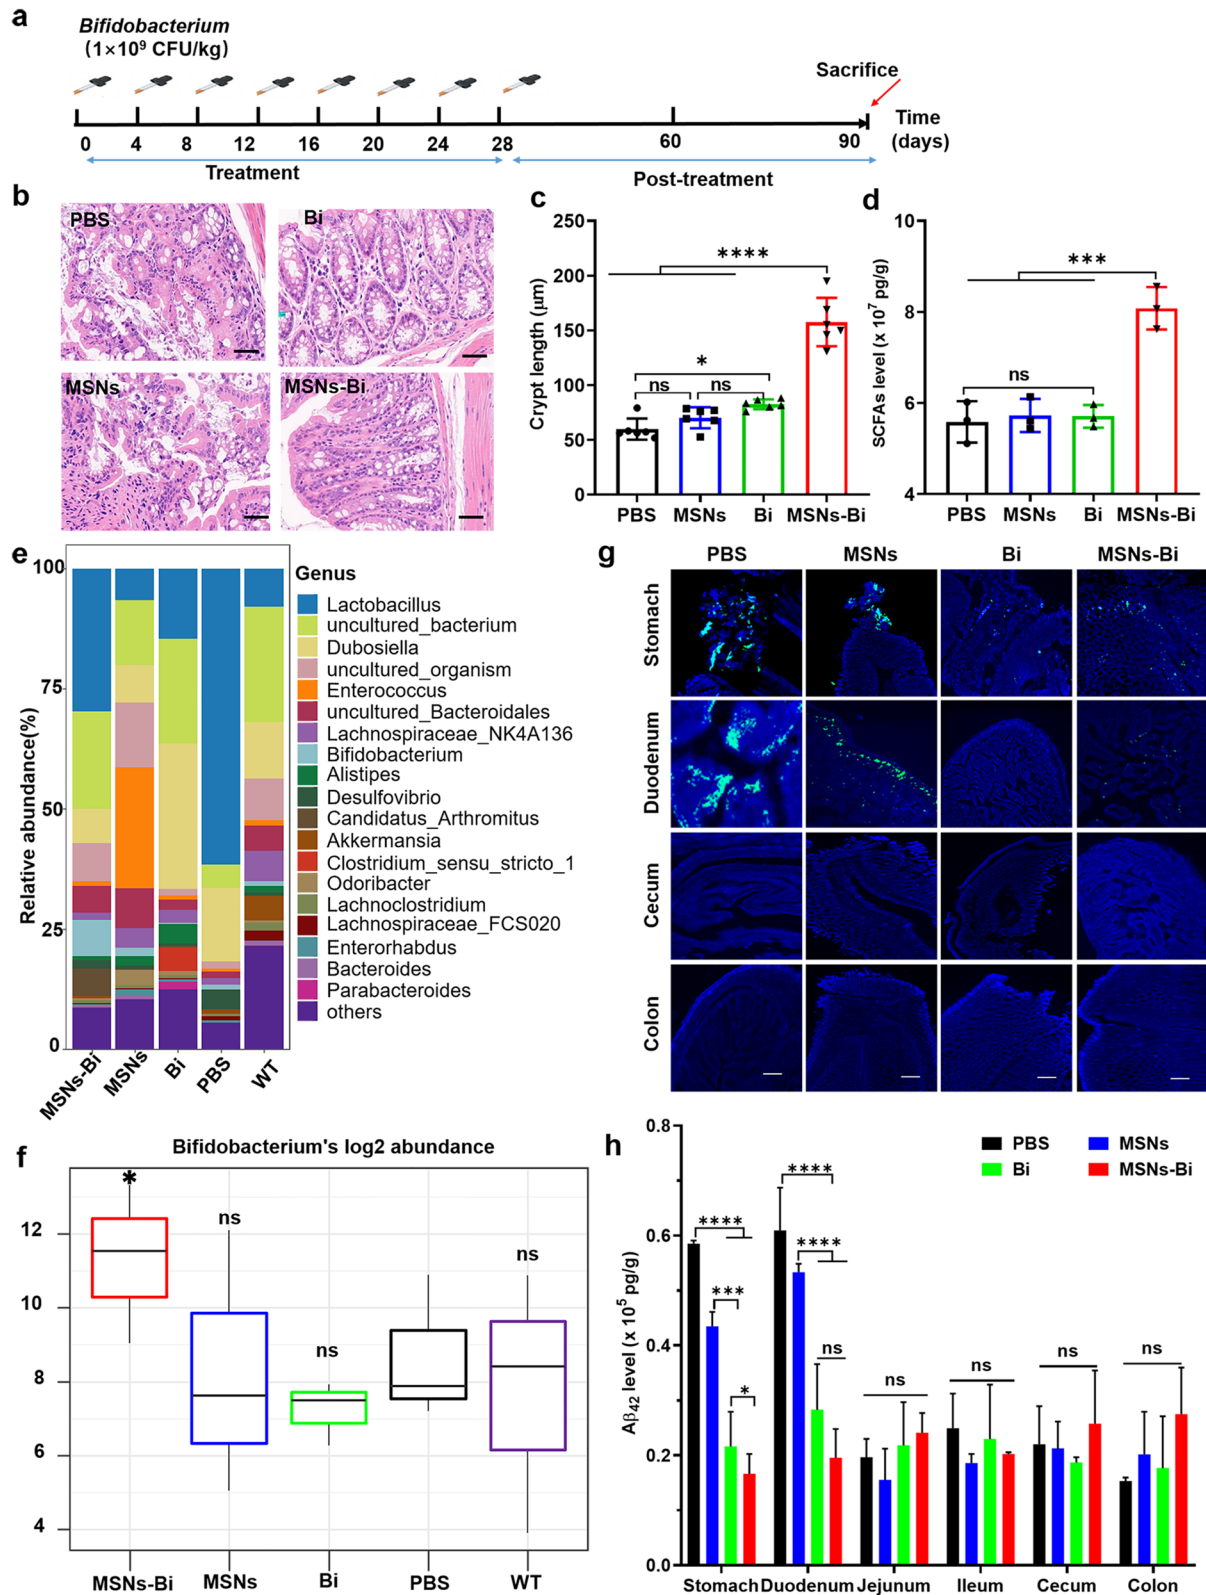 a
Bifidobacterium
(1×10⁹ CFU/kg)
Sacrifice
Time
(days)
0 4 8 12 16 20 24 28 60 90
Treatment
Post-treatment
b
PBS
Bi
MSNs
MSNs-Bi
c
Crypt length (μm)
250
200
150
100
50
0
****
*
ns ns
PBS MSNs Bi MSNs-Bi
d
SCFAs level (x 10⁷ pg/g)
10
8
6
4
***
ns
PBS MSNs Bi MSNs-Bi
e
Relative abundance(%)
100
75
50
25
0
MSNs-Bi MSNs Bi PBS WT
Genus
Lactobacillus
uncultured_bacterium
Dubosiella
uncultured_organism
Enterococcus
uncultured_Bacteroidales
Lachnospiraceae_NK4A136
Bifidobacterium
Alistipes
Desulfovibrio
Candidatus_Arthromitus
Akkermansia
Clostridium_sensu_stricto_1
Odoribacter
Lachnoclostridium
Lachnospiraceae_FCS020
Enterorhabdus
Bacteroides
Parabacteroides
others
g
PBS MSNs Bi MSNs-Bi
Stomach
Duodenum
Cecum
Colon
f
Bifidobacterium's log2 abundance
12
10
8
6
4
*
ns
ns
ns
MSNs-Bi MSNs Bi PBS WT
h
Aβ₄₂ level (x 10⁵ pg/g)
0.8
0.6
0.4
0.2
0.0
PBS MSNs
Bi MSNs-Bi
****
***
*
****
****
ns
ns
ns
ns
ns
Stomach Duodenum Jejunum Ileum Cecum Colon